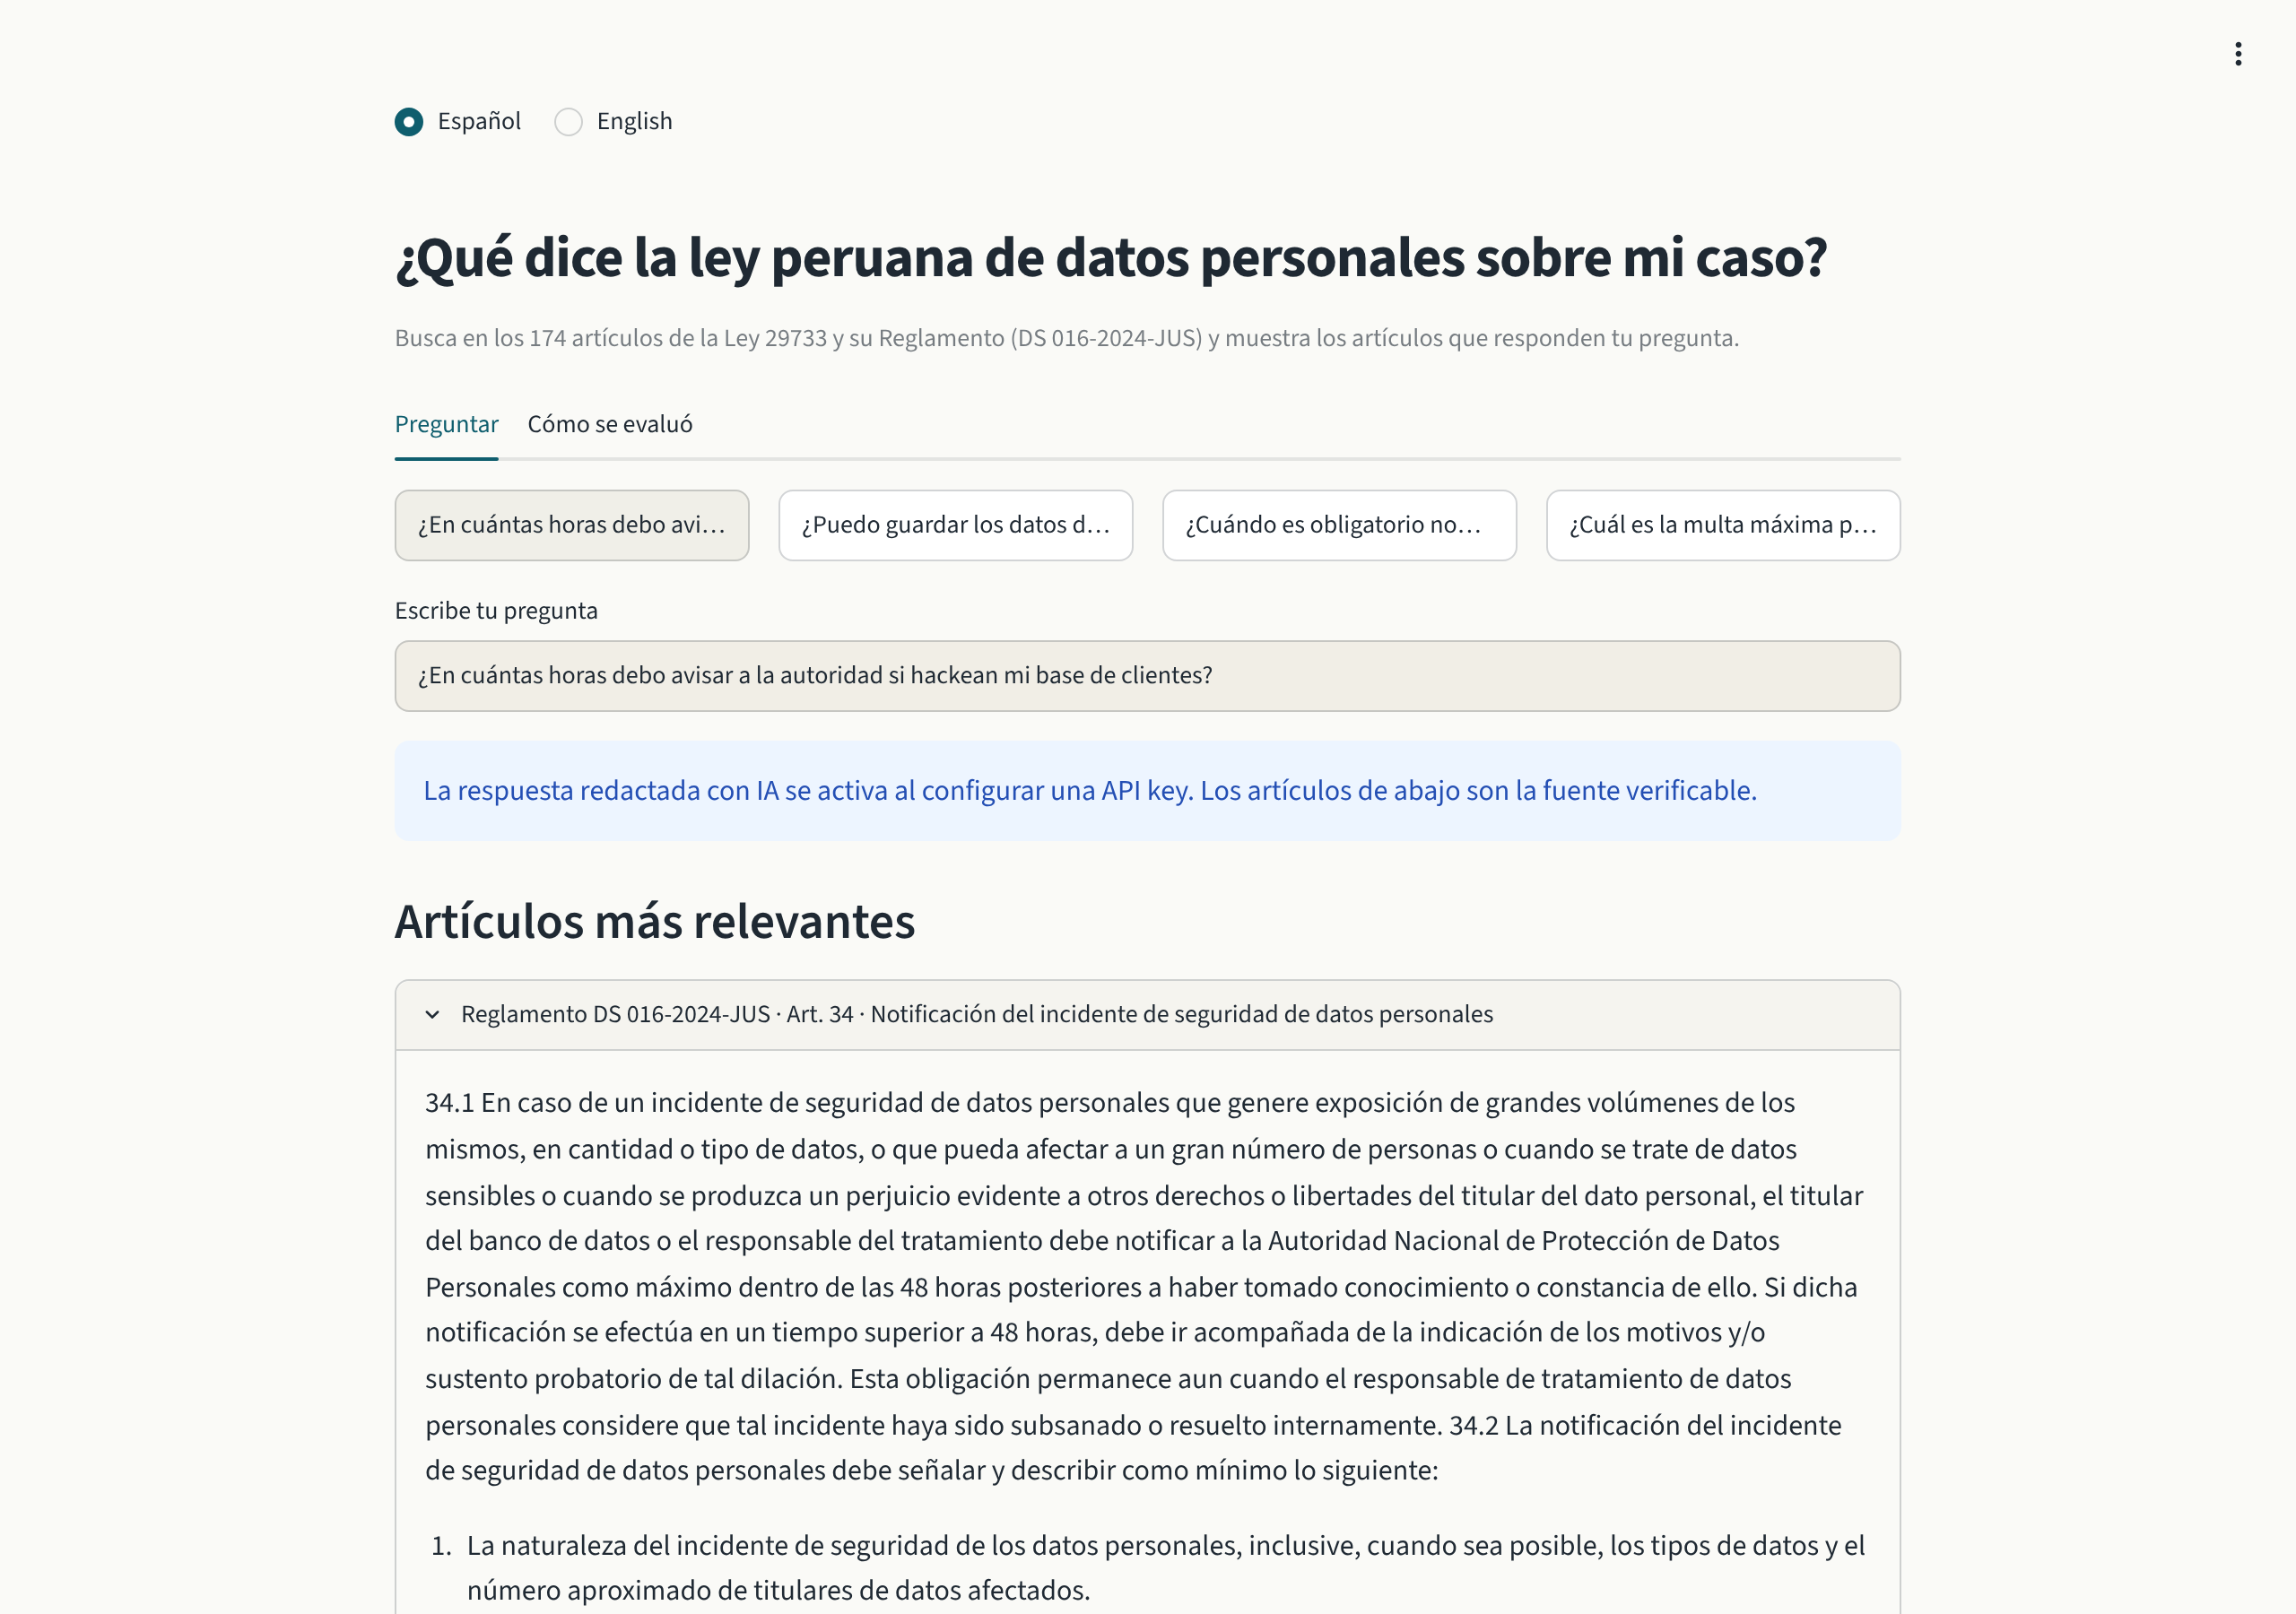 Español English
¿Qué dice la ley peruana de datos personales sobre mi caso?
Busca en los 174 artículos de la Ley 29733 y su Reglamento (DS 016-2024-JUS) y muestra los artículos que responden tu pregunta.
Preguntar Cómo se evaluó
¿En cuántas horas debo avi… ¿Puedo guardar los datos d… ¿Cuándo es obligatorio no… ¿Cuál es la multa máxima p…
Escribe tu pregunta
¿En cuántas horas debo avisar a la autoridad si hackean mi base de clientes?
La respuesta redactada con IA se activa al configurar una API key. Los artículos de abajo son la fuente verificable.
Artículos más relevantes
Reglamento DS 016-2024-JUS · Art. 34 · Notificación del incidente de seguridad de datos personales
34.1 En caso de un incidente de seguridad de datos personales que genere exposición de grandes volúmenes de los
mismos, en cantidad o tipo de datos, o que pueda afectar a un gran número de personas o cuando se trate de datos
sensibles o cuando se produzca un perjuicio evidente a otros derechos o libertades del titular del dato personal, el titular
del banco de datos o el responsable del tratamiento debe notificar a la Autoridad Nacional de Protección de Datos
Personales como máximo dentro de las 48 horas posteriores a haber tomado conocimiento o constancia de ello. Si dicha
notificación se efectúa en un tiempo superior a 48 horas, debe ir acompañada de la indicación de los motivos y/o
sustento probatorio de tal dilación. Esta obligación permanece aun cuando el responsable de tratamiento de datos
personales considere que tal incidente haya sido subsanado o resuelto internamente. 34.2 La notificación del incidente
de seguridad de datos personales debe señalar y describir como mínimo lo siguiente:
1. La naturaleza del incidente de seguridad de los datos personales, inclusive, cuando sea posible, los tipos de datos y el
número aproximado de titulares de datos afectados.